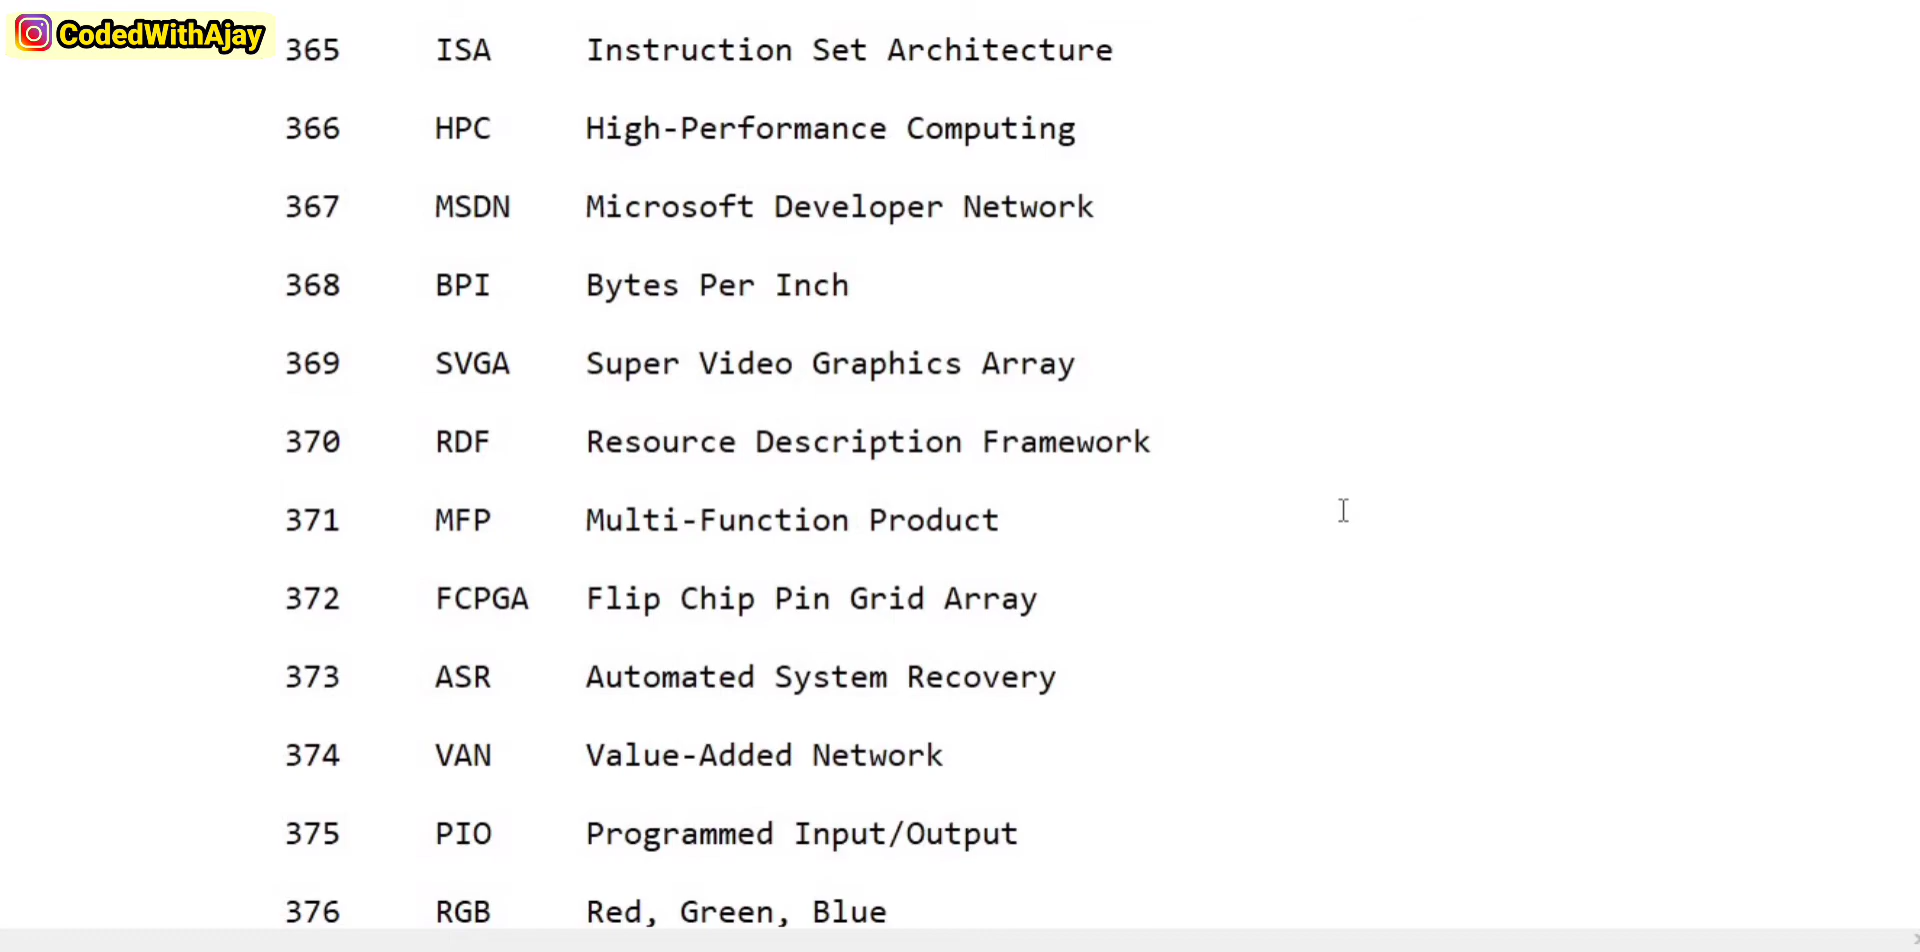 CodedWithAjay
365 ISA Instruction Set Architecture
366 HPC High-Performance Computing
367 MSDN Microsoft Developer Network
368 BPI Bytes Per Inch
369 SVGA Super Video Graphics Array
370 RDF Resource Description Framework
371 MFP Multi-Function Product
372 FCPGA Flip Chip Pin Grid Array
373 ASR Automated System Recovery
374 VAN Value-Added Network
375 PIO Programmed Input/Output
376 RGB Red, Green, Blue